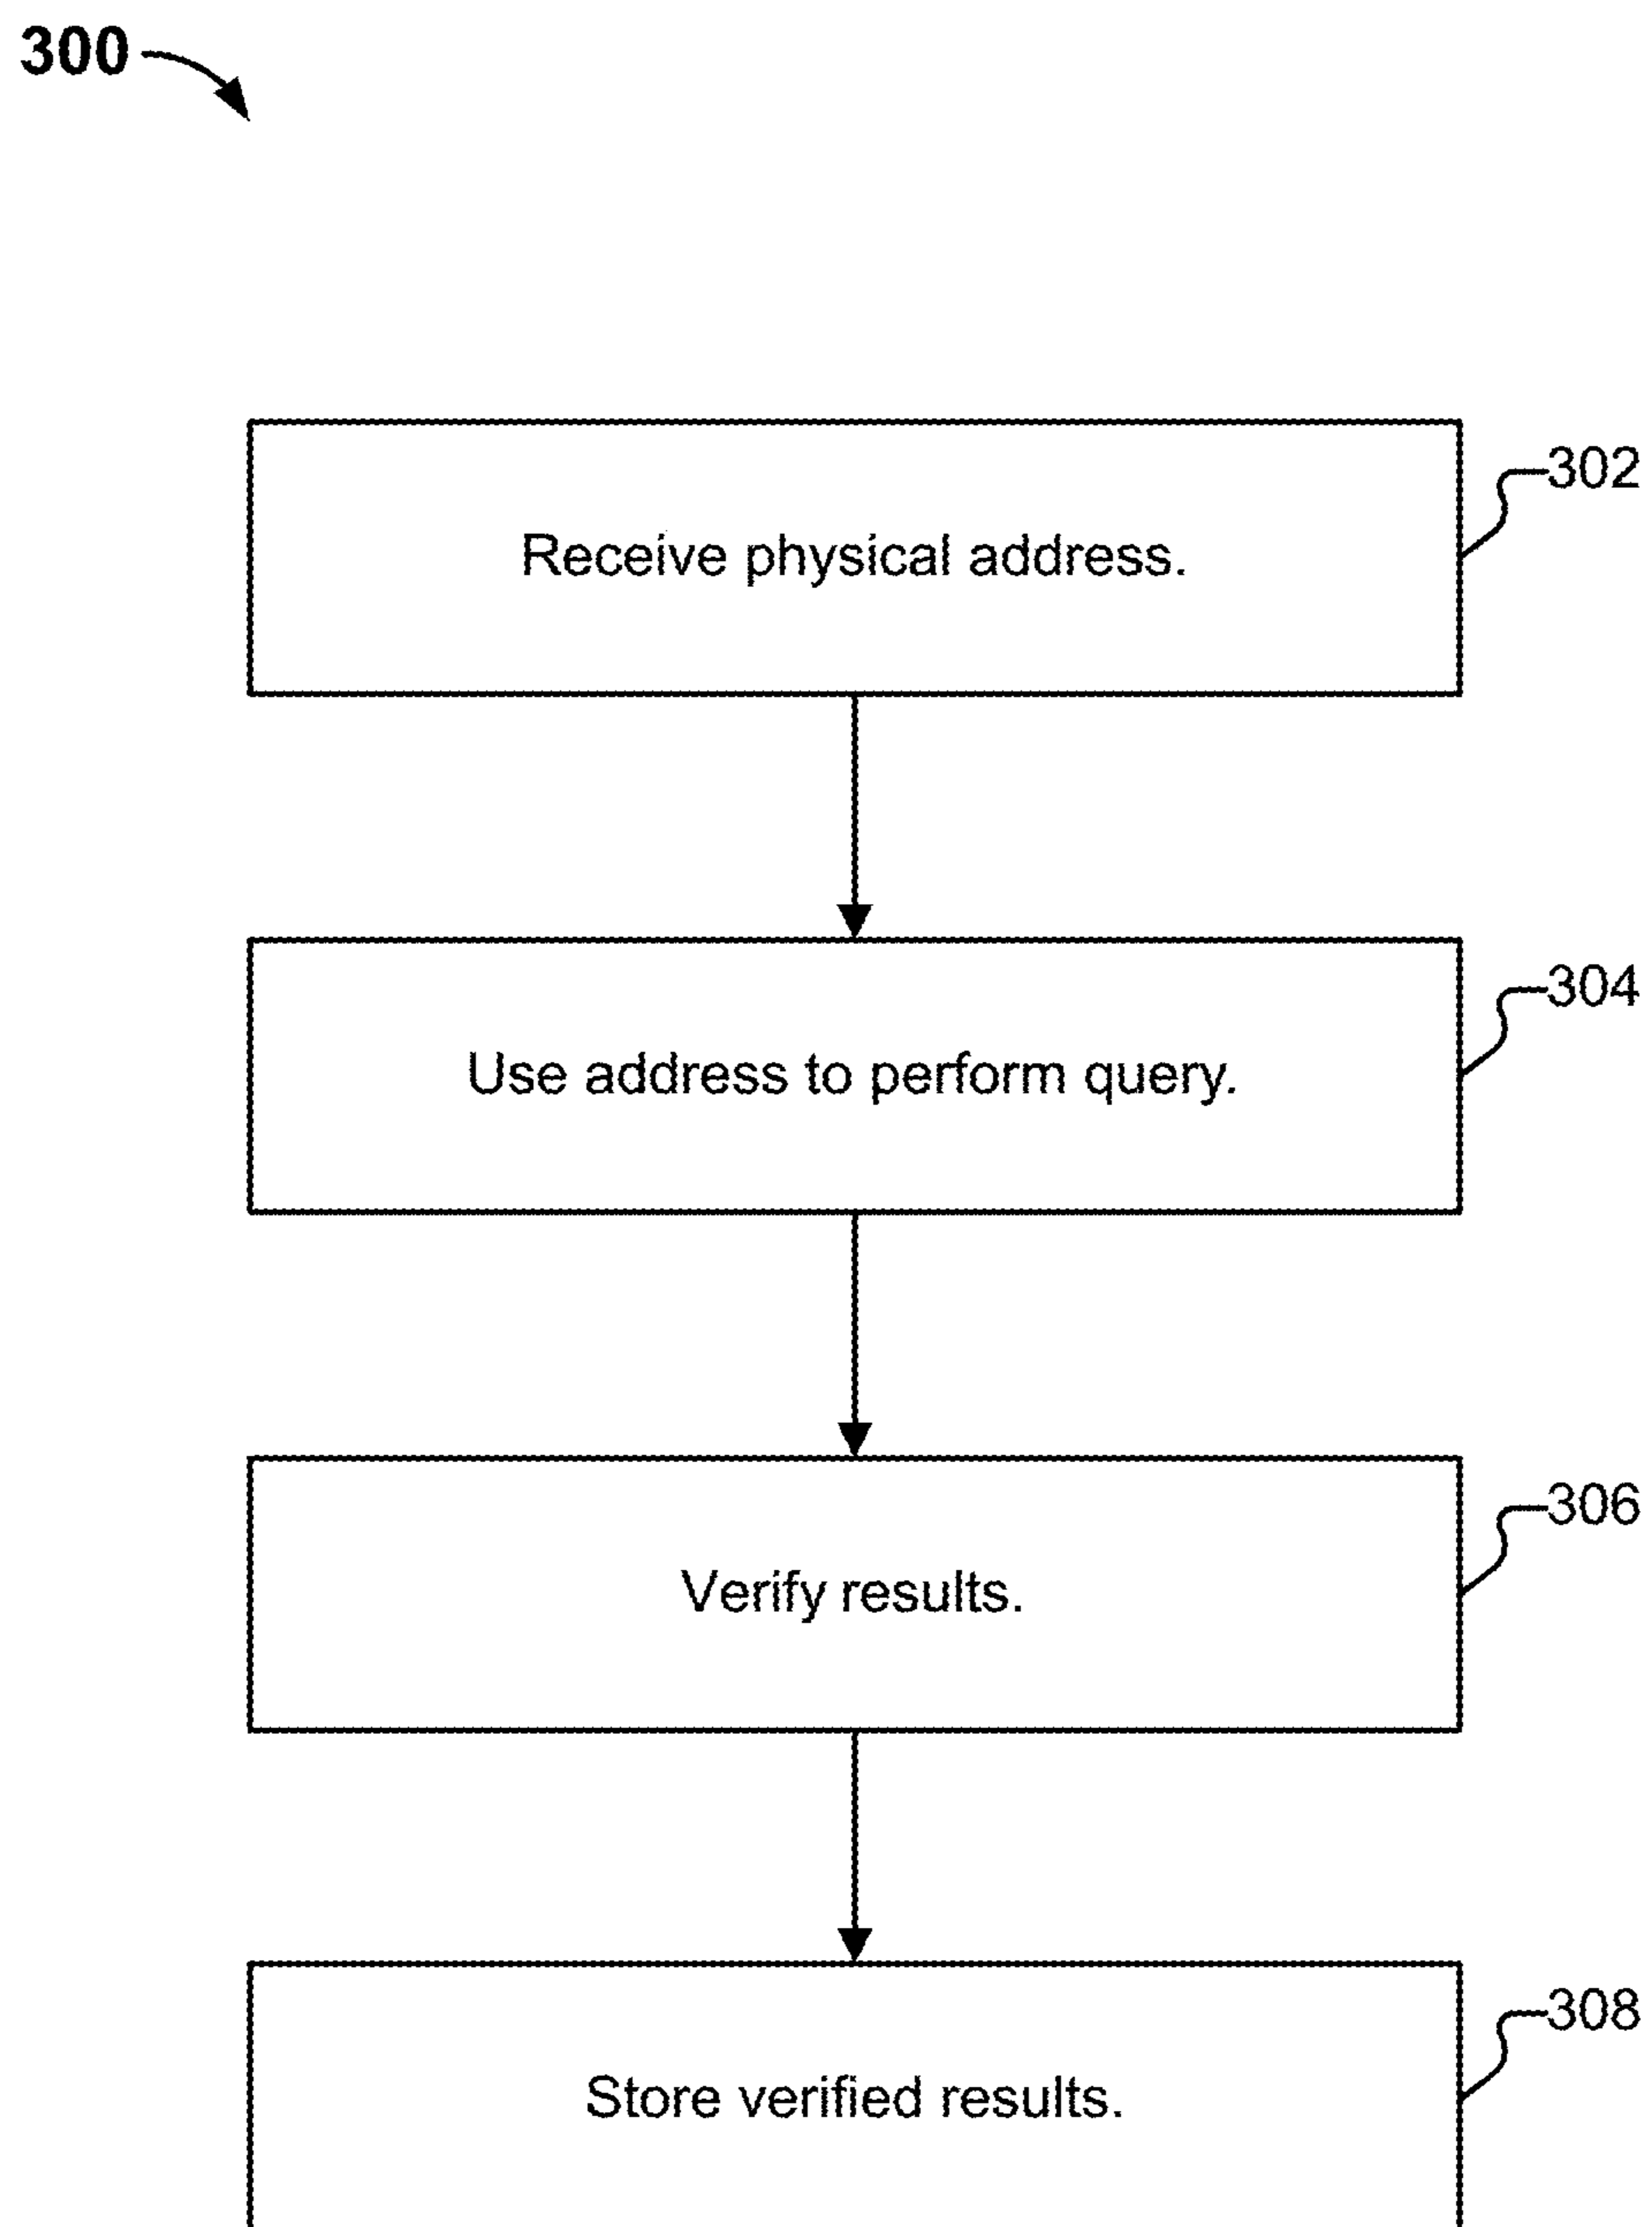 300
Receive physical address.
302
Use address to perform query.
304
Verify results.
306
Store verified results.
308